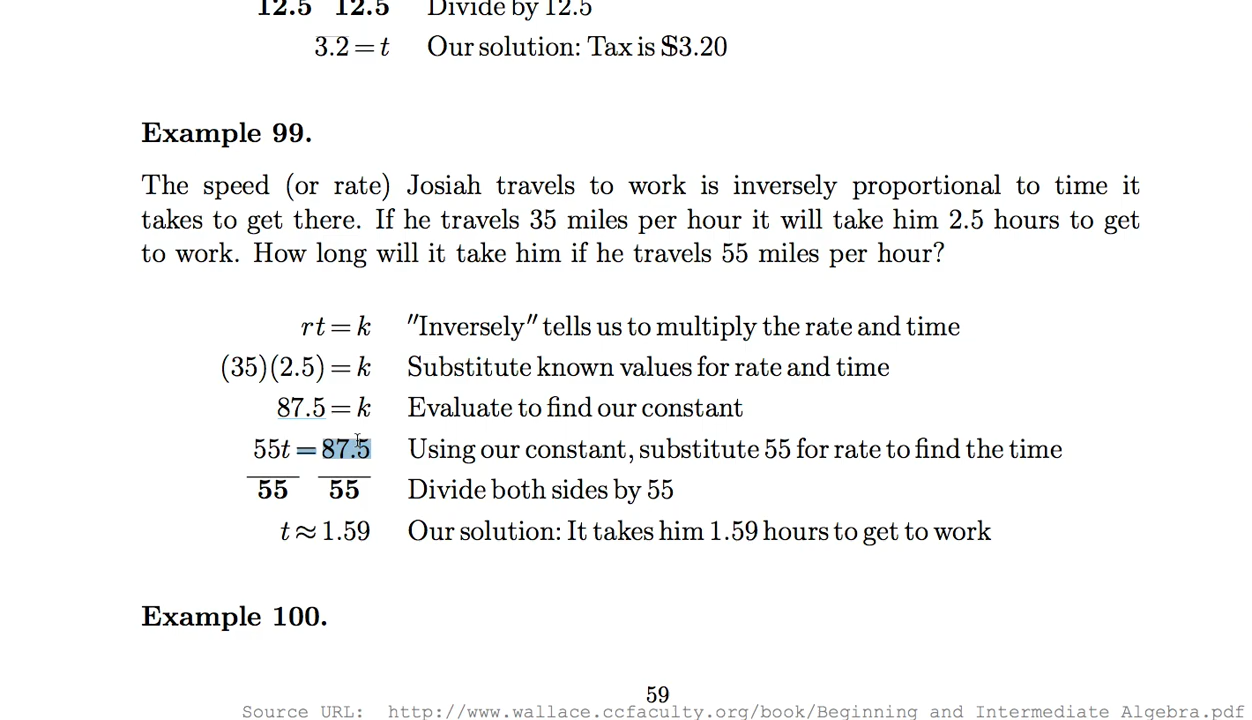 12.5 12.5 Divide by 12.5
3.2 = t Our solution: Tax is $3.20
Example 99.
The speed (or rate) Josiah travels to work is inversely proportional to time it
takes to get there. If he travels 35 miles per hour it will take him 2.5 hours to get
to work. How long will it take him if he travels 55 miles per hour?
rt = k "Inversely" tells us to multiply the rate and time
(35)(2.5) = k Substitute known values for rate and time
87.5 = k Evaluate to find our constant
55t = 87.5 Using our constant, substitute 55 for rate to find the time
55 55 Divide both sides by 55
t ≈ 1.59 Our solution: It takes him 1.59 hours to get to work
Example 100.
59
Source URL: http://www.wallace.ccfaculty.org/book/Beginning and Intermediate Algebra.pdf